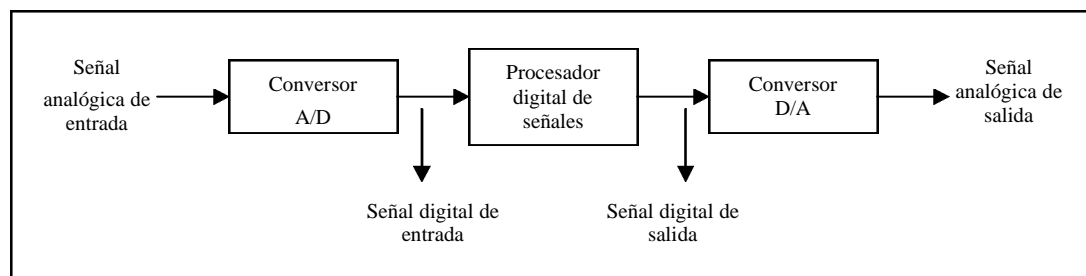 Señal
analógica de
entrada
Conversor
A/D
Procesador
digital de
señales
Conversor
D/A
Señal
analógica de
salida
Señal digital de
entrada
Señal digital de
salida